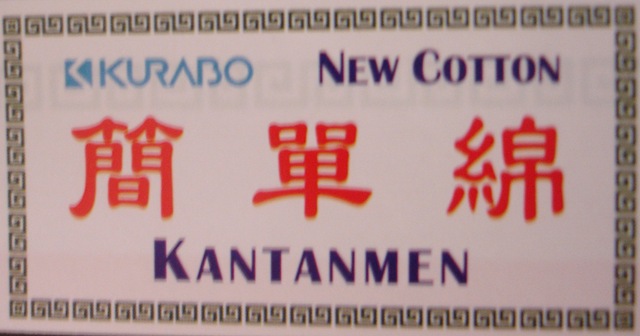 KURABO NEW COTTON
簡單綿
KANTANMEN